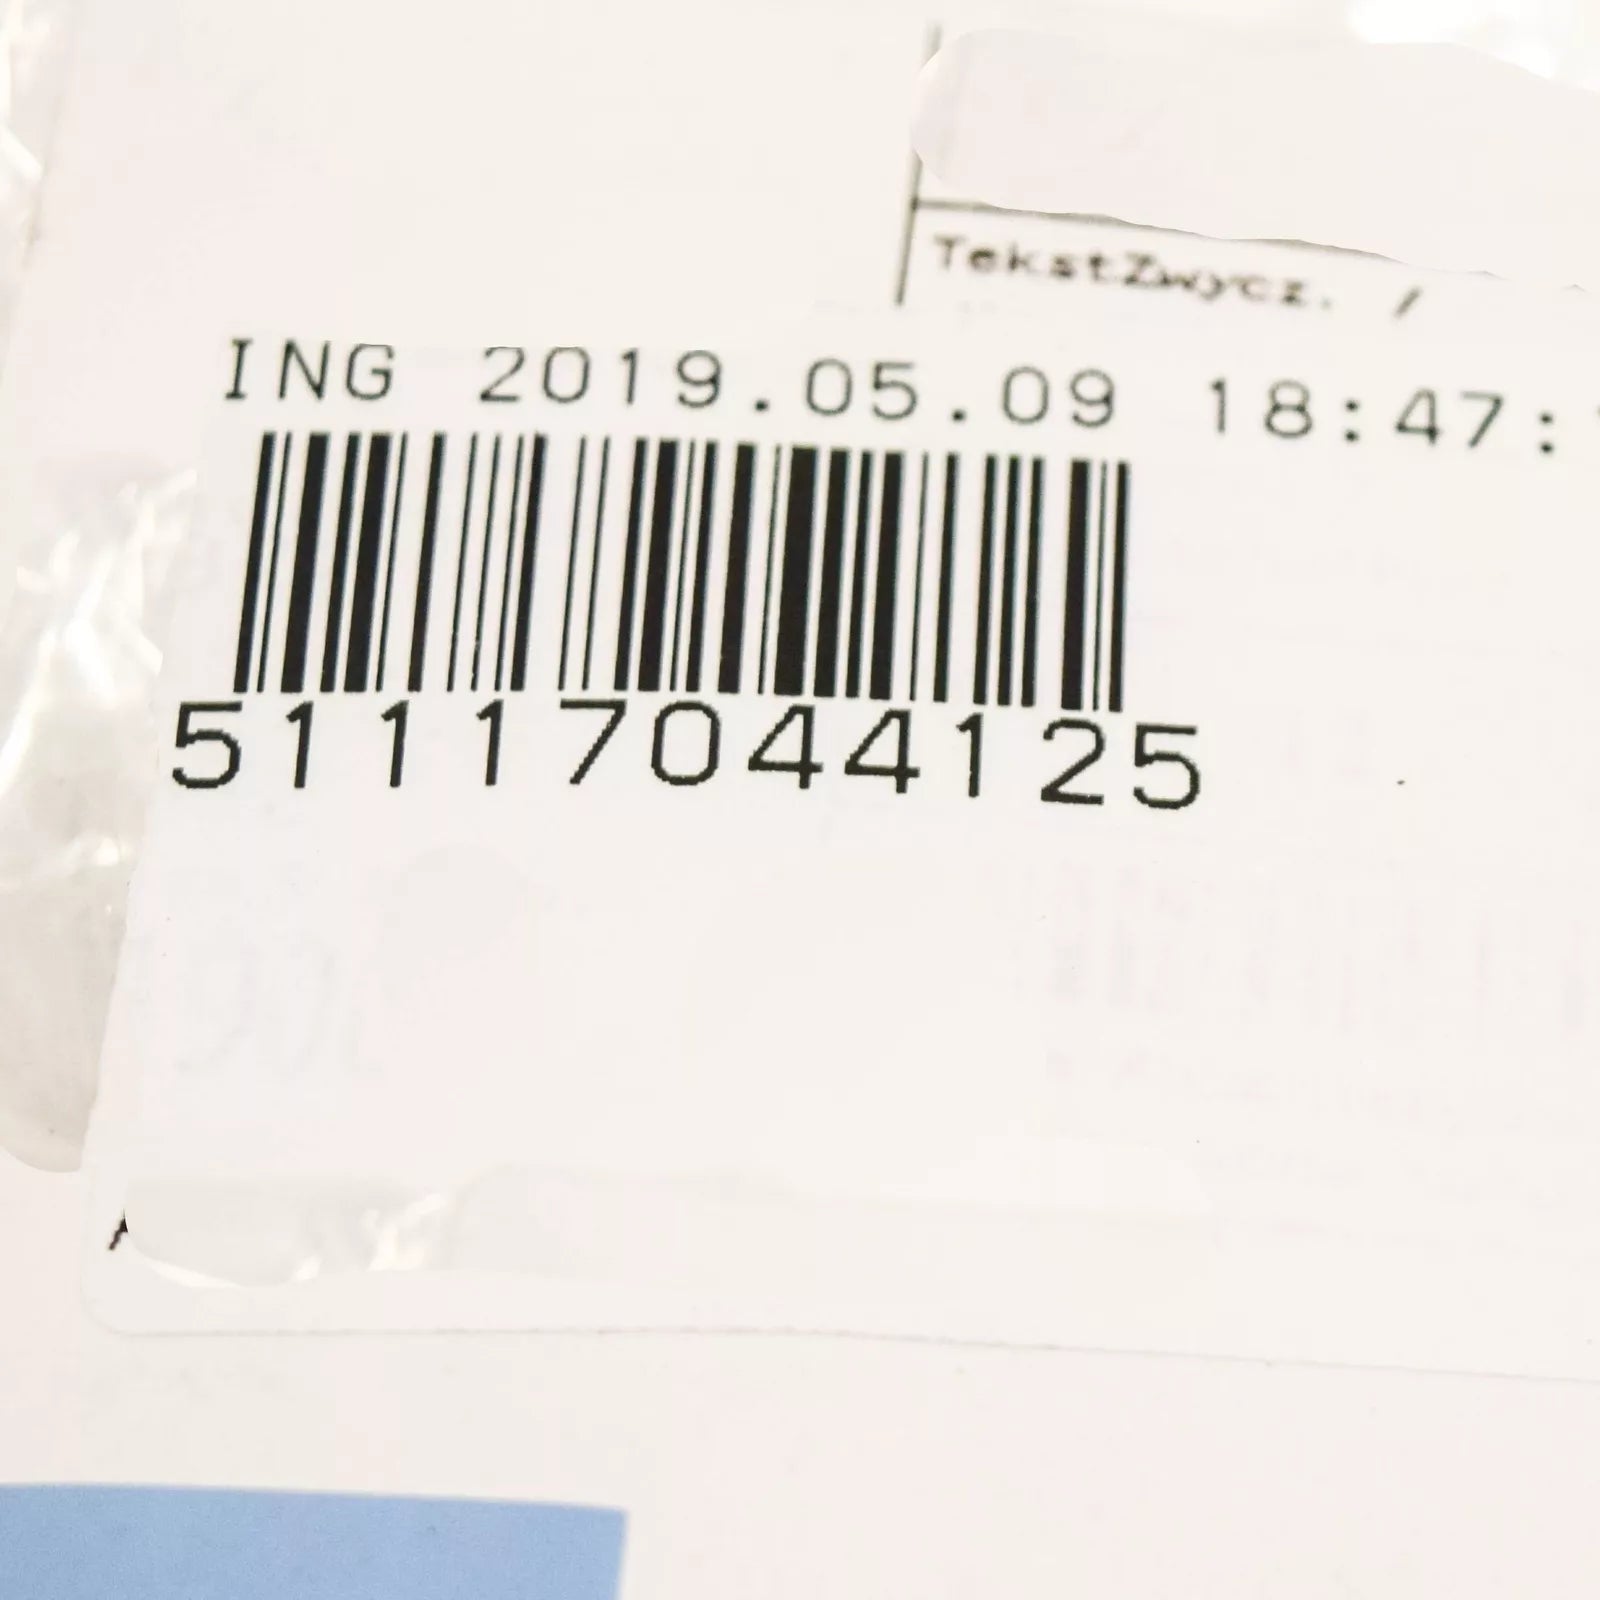 TekstZwycz. /
ING 2019.05.09 18:47:
51117044125